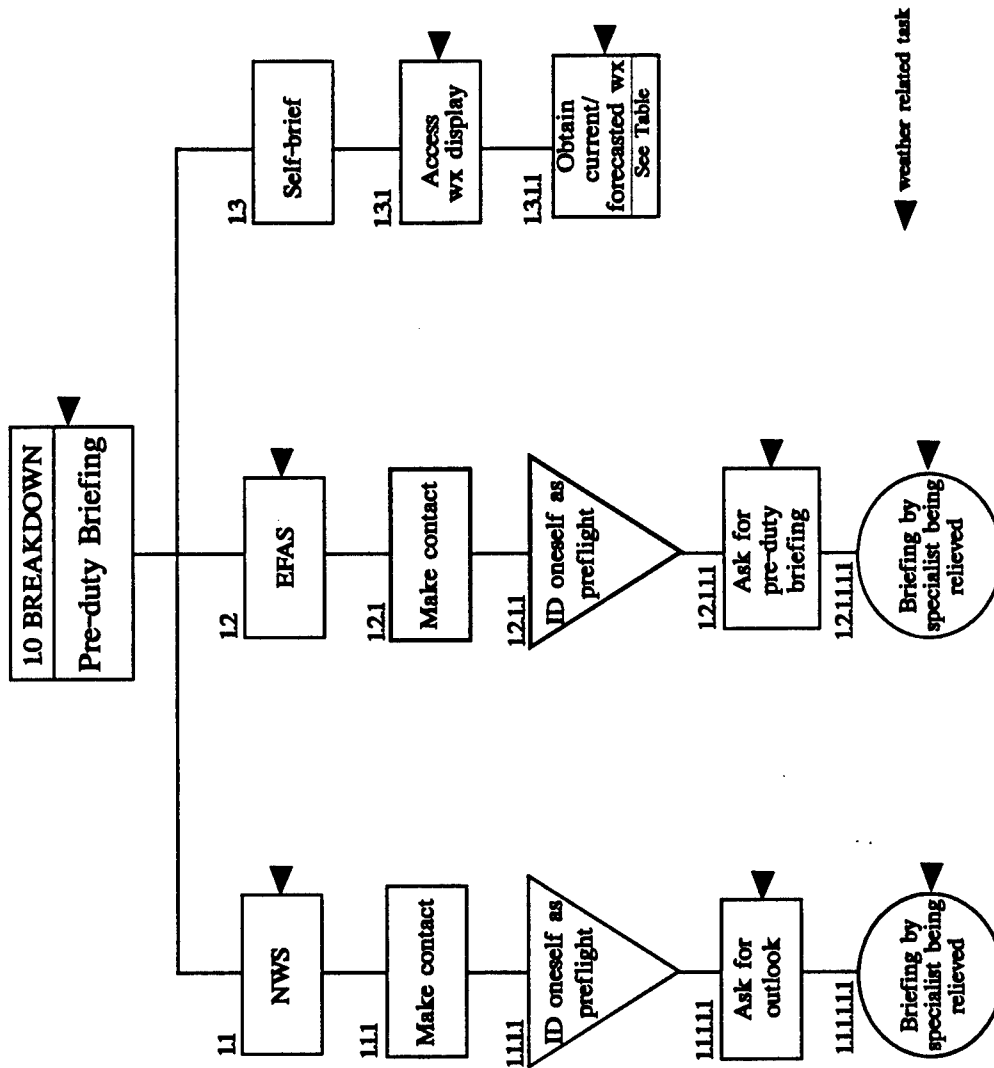 1.0 BREAKDOWN
Pre-duty Briefing
1.1
NWS
1.1.1
Make contact
1.1.1.1
ID oneself as
preflight
1.1.1.1.1
Ask for
outlook
1.1.1.1.1.1
Briefing by
specialist being
relieved
1.2
EFAS
1.2.1
Make contact
1.2.1.1
ID oneself as
preflight
1.2.1.1.1
Ask for
pre-duty
briefing
1.2.1.1.1.1
Briefing by
specialist being
relieved
1.3
Self-brief
1.3.1
Access
wx display
1.3.1.1
Obtain
current/
forecasted wx
See Table
weather related task